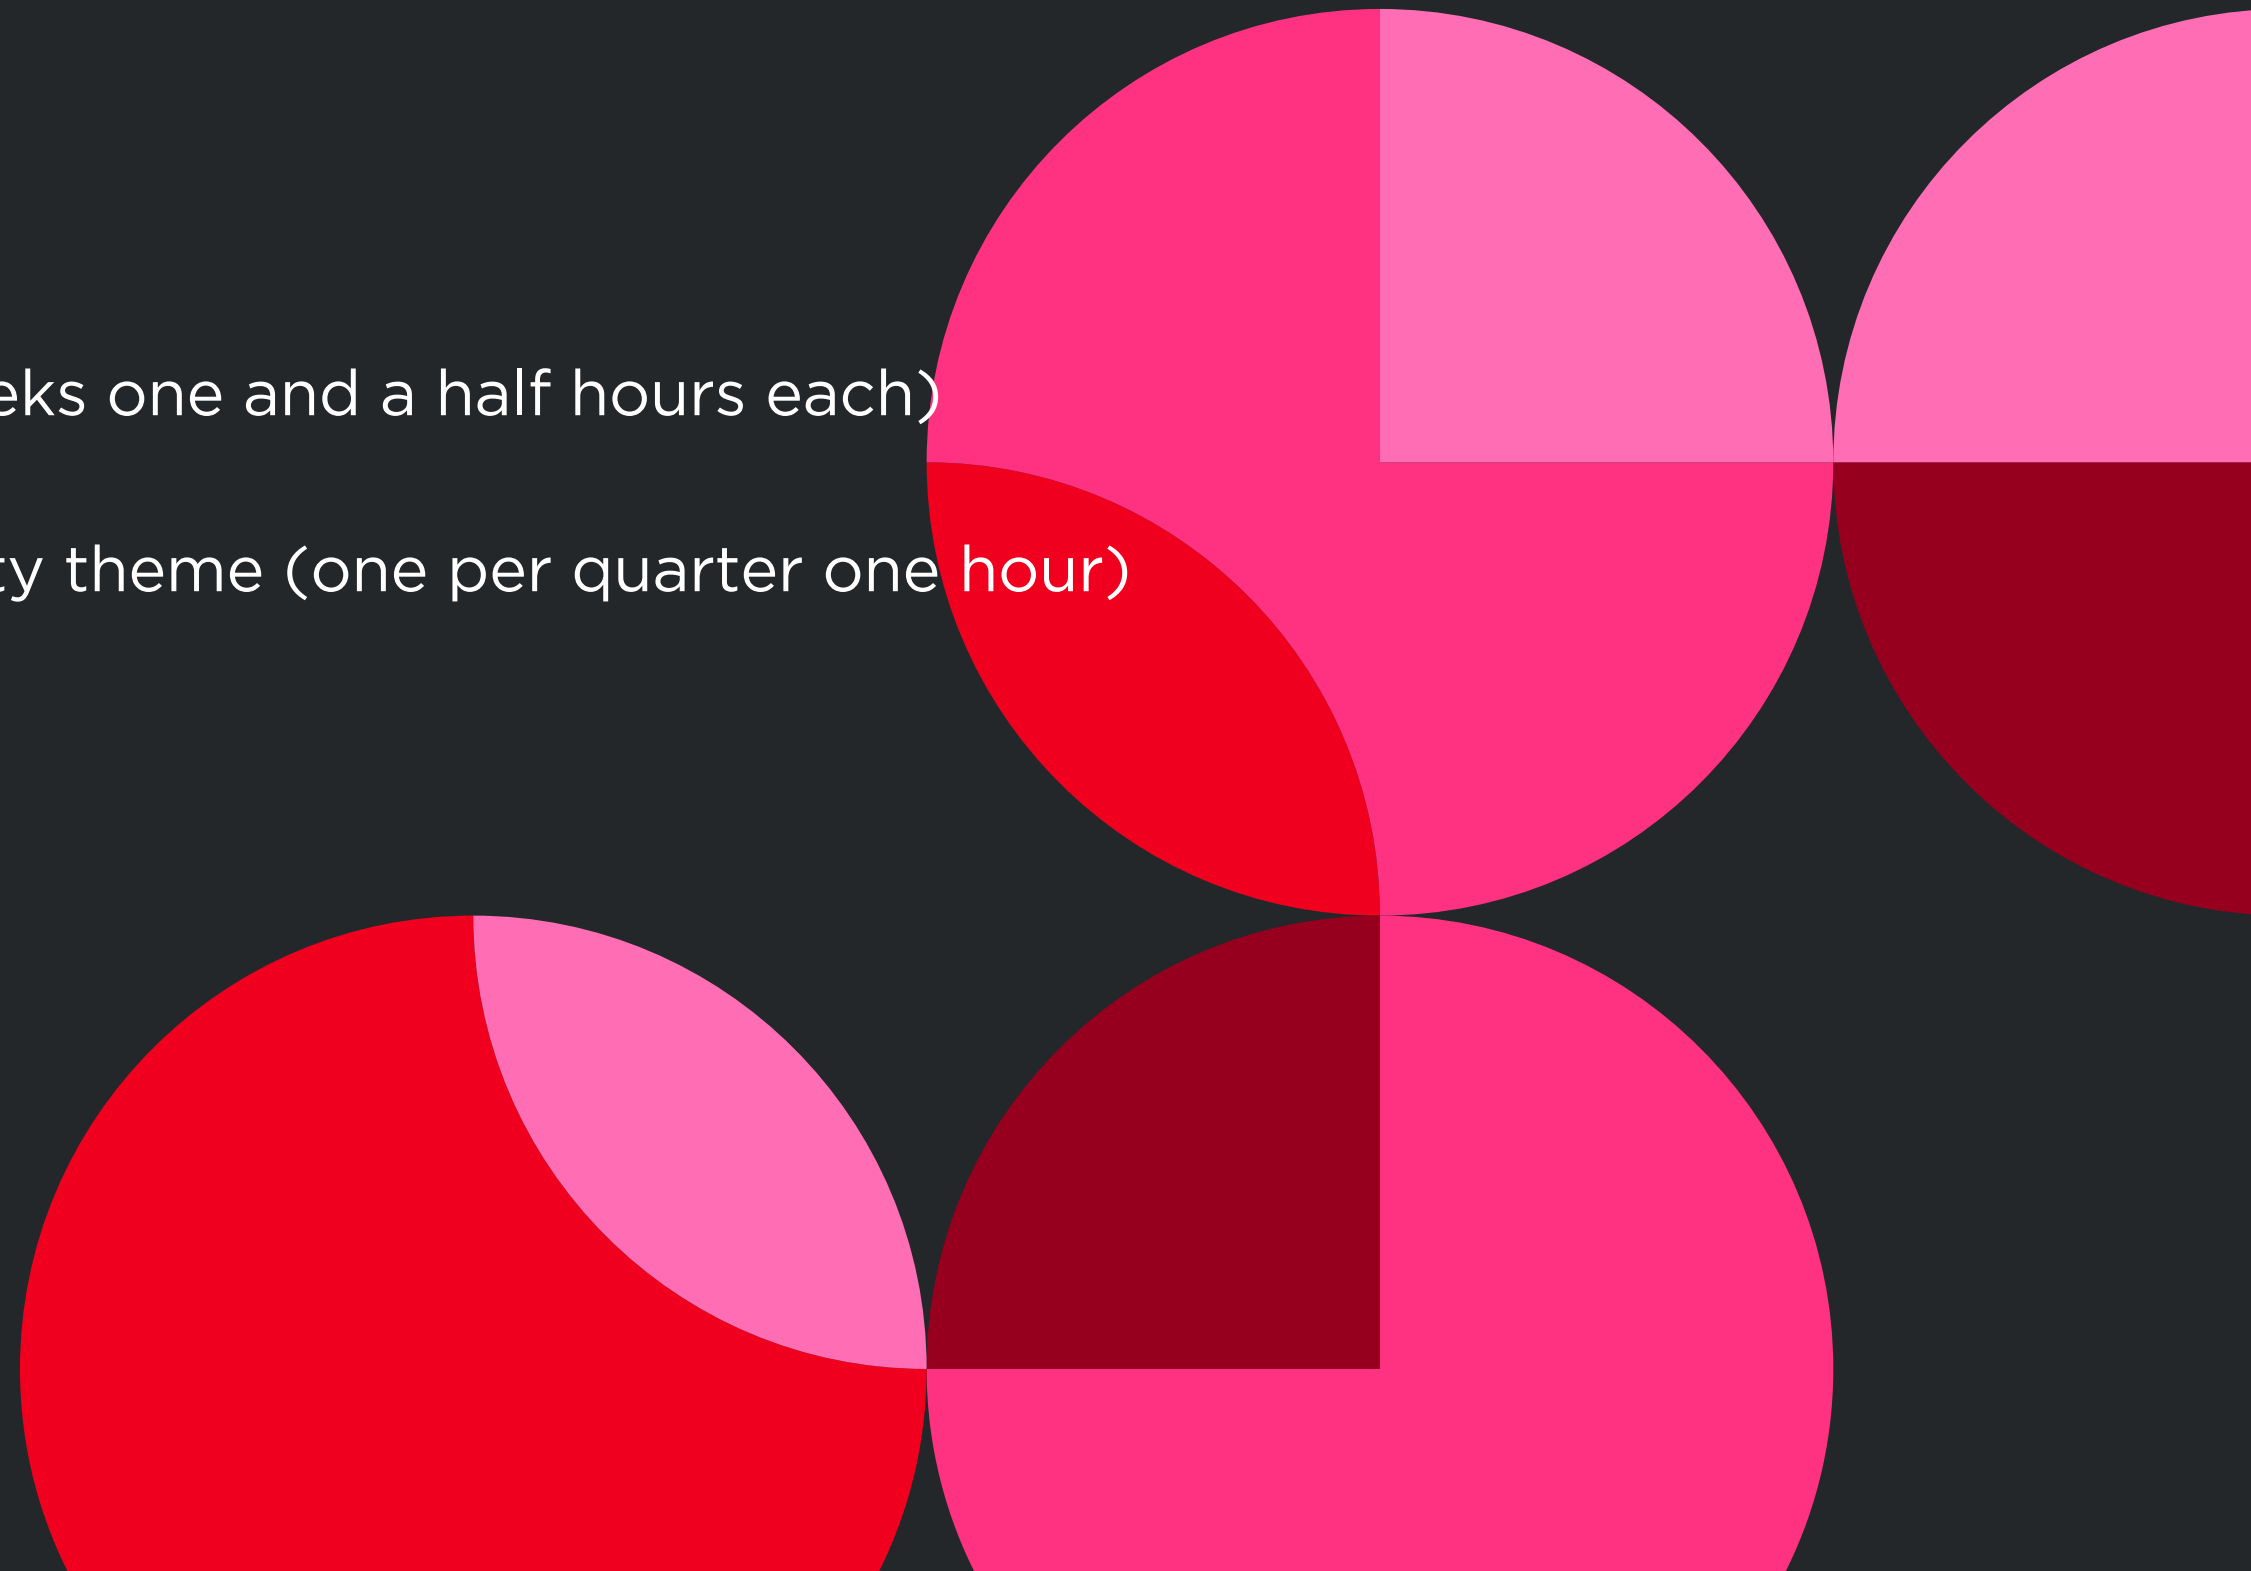 eks one and a half hours each)
ty theme (one per quarter one hour)